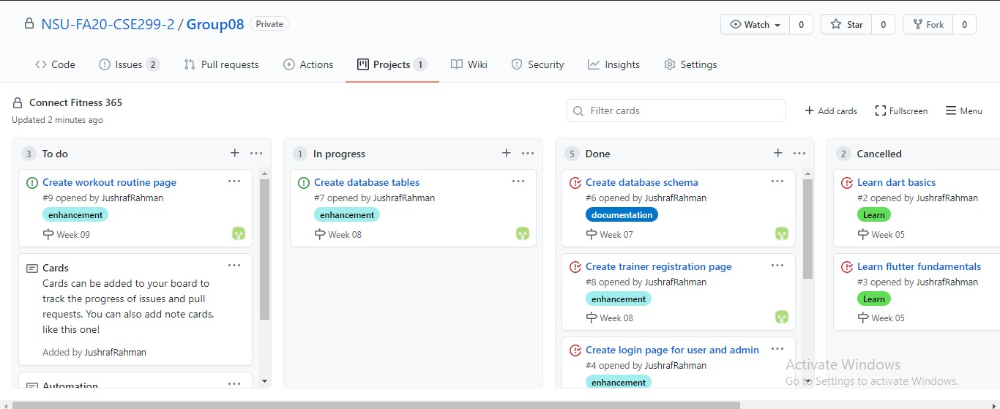 NSU-FA20-CSE299-2 / Group08 Private
Watch 0 Star 0 Fork 0
Code Issues 2 Pull requests Actions Projects 1 Wiki Security Insights Settings
Connect Fitness 365
Updated 2 minutes ago
Filter cards
Add cards Fullscreen Menu
3 To do
Create workout routine page
#9 opened by JushrafRahman
enhancement
Week 09
Cards
Cards can be added to your board to
track the progress of issues and pull
requests. You can also add note cards,
like this one!
Added by JushrafRahman
Automation
1 In progress
Create database tables
#7 opened by JushrafRahman
enhancement
Week 08
5 Done
Create database schema
#6 opened by JushrafRahman
documentation
Week 07
Create trainer registration page
#8 opened by JushrafRahman
enhancement
Week 08
Create login page for user and admin
#4 opened by JushrafRahman
enhancement
2 Cancelled
Learn dart basics
#2 opened by JushrafRahman
Learn
Week 05
Learn flutter fundamentals
#3 opened by JushrafRahman
Learn
Week 05
Activate Windows
Go to Settings to activate Windows.